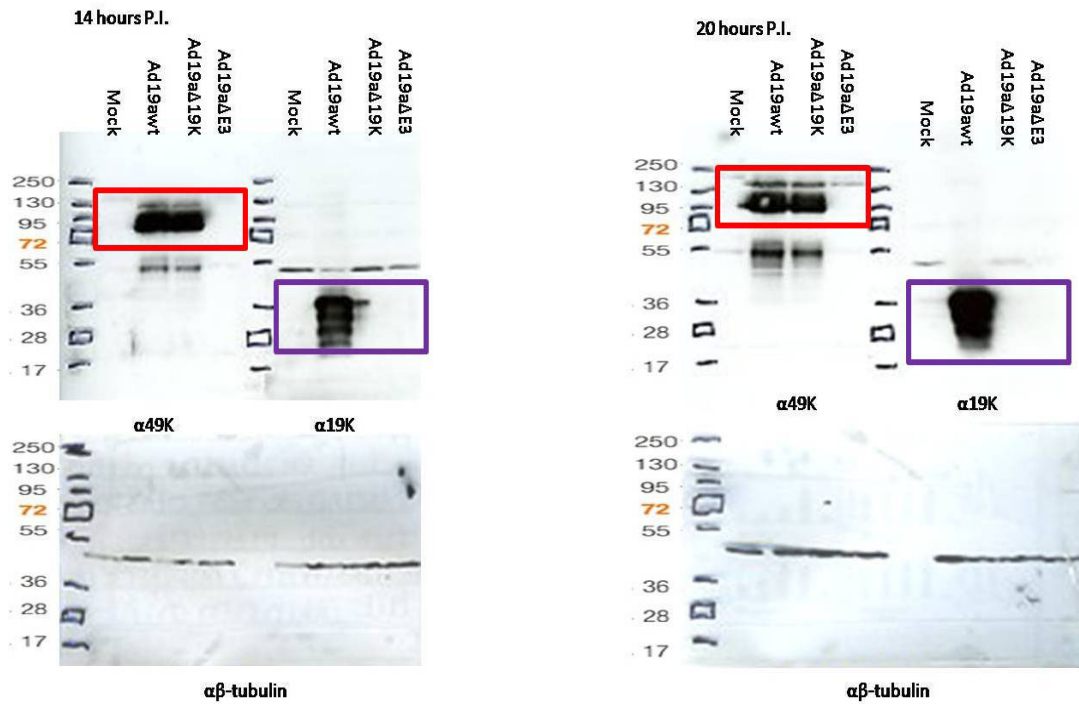 14 hours P.I.
Mock
Ad19awt
Ad19aΔ19K
Ad19aΔE3
Mock
Ad19awt
Ad19aΔ19K
Ad19aΔE3
250
130
95
72
55
36
28
17
α49K
α19K
250
130
95
72
55
36
28
17
αβ-tubulin
20 hours P.I.
Mock
Ad19awt
Ad19aΔ19K
Ad19aΔE3
Mock
Ad19awt
Ad19aΔ19K
Ad19aΔE3
250
130
95
72
55
36
28
17
α49K
α19K
250
130
95
72
55
36
28
17
αβ-tubulin